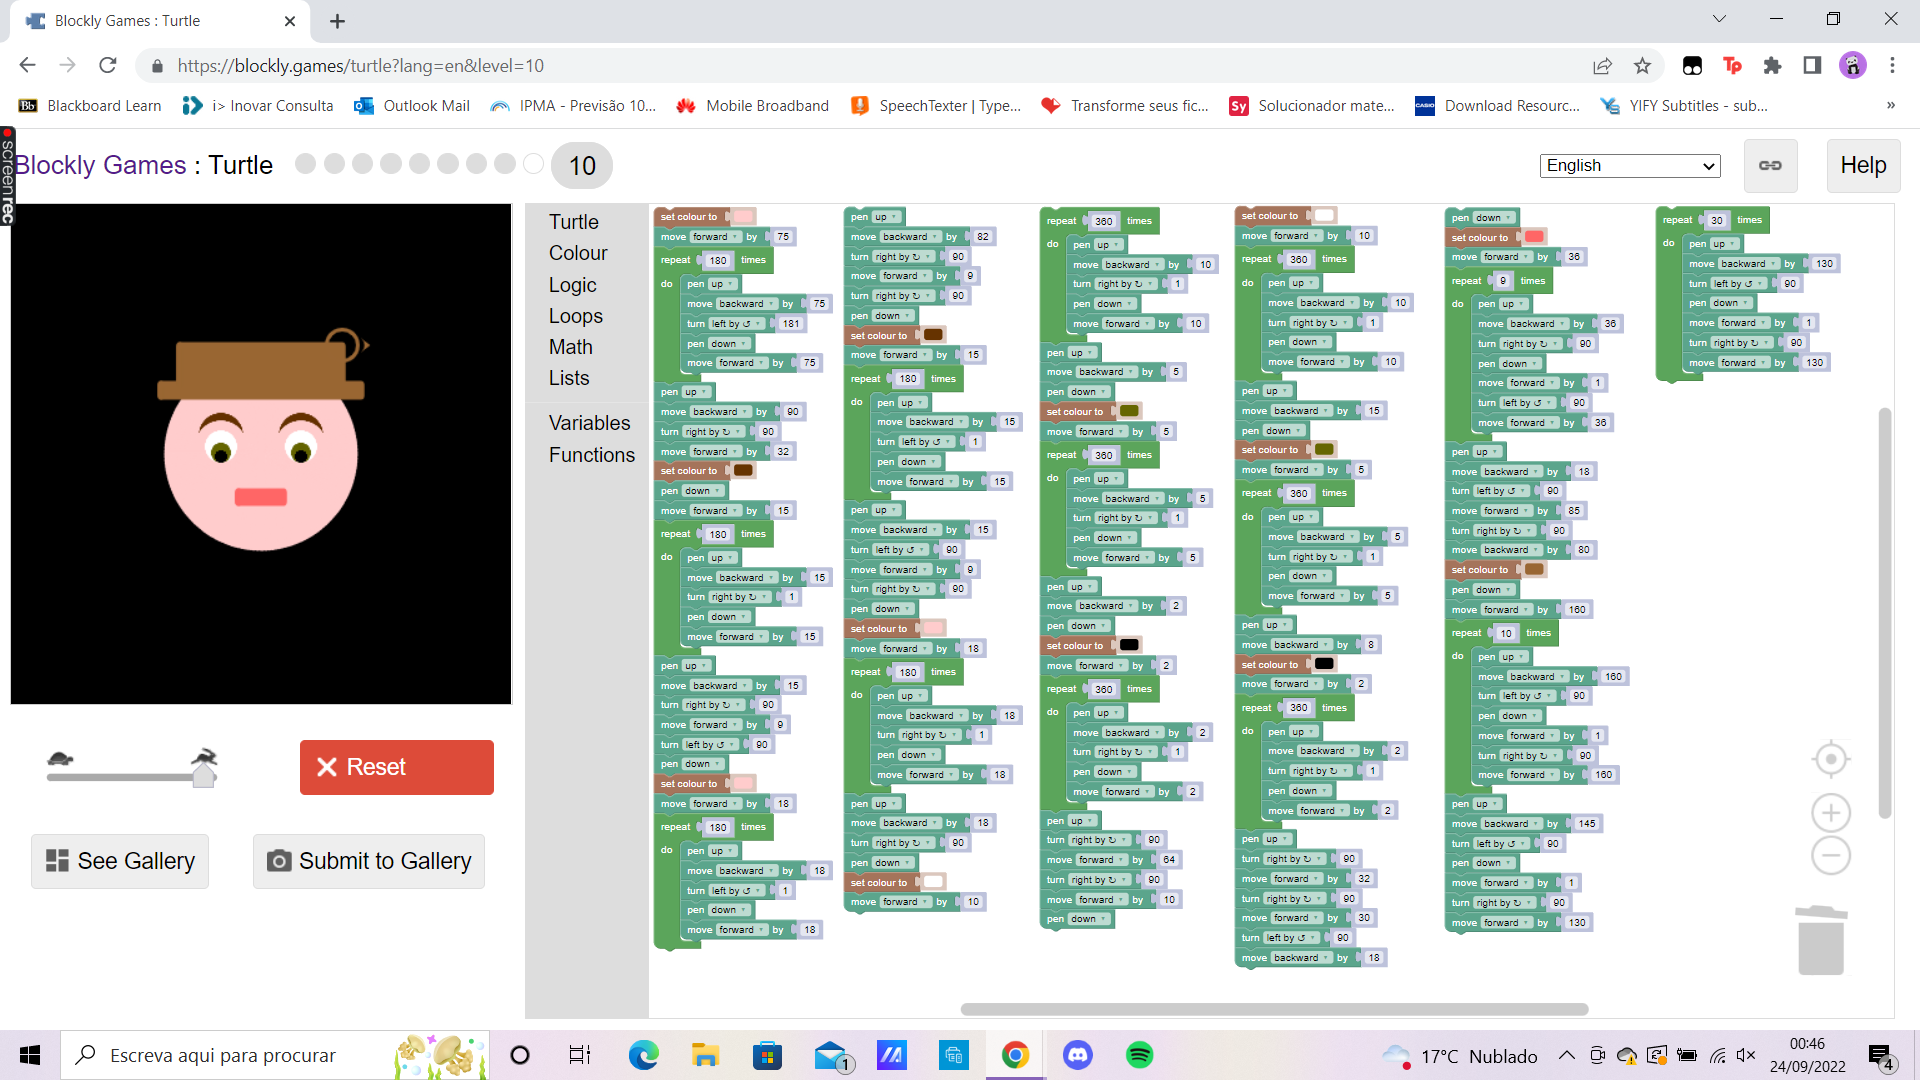 Blockly Games : Turtle
https://blockly.games/turtle?lang=en&level=10
Blackboard Learn
i> Inovar Consulta
Outlook Mail
IPMA - Previsão 10...
Mobile Broadband
SpeechTexter | Type...
Transforme seus fic...
Solucionador mate...
Download Resourc...
YIFY Subtitles - sub...
»
screenrec
Blockly Games : Turtle
10
English
Help
Turtle
Colour
Logic
Loops
Math
Lists
Variables
Functions
set colour to
move forward by 75
repeat 180 times
do pen up
move backward by 75
turn left by ↺ 181
pen down
move forward by 75
pen up
move backward by 90
turn right by ↻ 90
move forward by 32
set colour to
pen down
move forward by 15
repeat 180 times
do pen up
move backward by 15
turn right by ↻ 1
pen down
move forward by 15
pen up
move backward by 15
turn right by ↻ 90
move forward by 9
turn left by ↺ 90
pen down
set colour to
move forward by 18
repeat 180 times
do pen up
move backward by 18
turn left by ↺ 1
pen down
move forward by 18
pen up
move backward by 82
turn right by ↻ 90
move forward by 9
turn right by ↻ 90
pen down
set colour to
move forward by 15
repeat 180 times
do pen up
move backward by 15
turn left by ↺ 1
pen down
move forward by 15
pen up
move backward by 15
turn left by ↺ 90
move forward by 9
turn right by ↻ 90
pen down
set colour to
move forward by 18
repeat 180 times
do pen up
move backward by 18
turn right by ↻ 1
pen down
move forward by 18
pen up
move backward by 18
turn right by ↻ 90
pen down
set colour to
move forward by 10
repeat 360 times
do pen up
move backward by 10
turn right by ↻ 1
pen down
move forward by 10
pen up
move backward by 5
pen down
set colour to
move forward by 5
repeat 360 times
do pen up
move backward by 5
turn right by ↻ 1
pen down
move forward by 5
pen up
move backward by 2
pen down
set colour to
move forward by 2
repeat 360 times
do pen up
move backward by 2
turn right by ↻ 1
pen down
move forward by 2
pen up
turn right by ↻ 90
move forward by 64
turn right by ↻ 90
move forward by 10
pen down
set colour to
move forward by 10
repeat 360 times
do pen up
move backward by 10
turn right by ↻ 1
pen down
move forward by 10
pen up
move backward by 15
pen down
set colour to
move forward by 5
repeat 360 times
do pen up
move backward by 5
turn right by ↻ 1
pen down
move forward by 5
pen up
move backward by 8
set colour to
move forward by 2
repeat 360 times
do pen up
move backward by 2
turn right by ↻ 1
pen down
move forward by 2
pen up
turn right by ↻ 90
move forward by 32
turn right by ↻ 90
move forward by 30
turn left by ↺ 90
move backward by 18
pen down
set colour to
move forward by 36
repeat 9 times
do pen up
move backward by 36
turn right by ↻ 90
pen down
move forward by 1
turn left by ↺ 90
move forward by 36
pen up
move backward by 18
turn left by ↺ 90
move forward by 85
turn right by ↻ 90
move backward by 80
set colour to
pen down
move forward by 160
repeat 10 times
do pen up
move backward by 160
turn left by ↺ 90
pen down
move forward by 1
turn right by ↻ 90
move forward by 160
pen up
move backward by 145
turn left by ↺ 90
pen down
move forward by 1
turn right by ↻ 90
move forward by 130
repeat 30 times
do pen up
move backward by 130
turn left by ↺ 90
pen down
move forward by 1
turn right by ↻ 90
move forward by 130
Reset
See Gallery
Submit to Gallery
Escreva aqui para procurar
1
17°C Nublado
00:46
24/09/2022
4